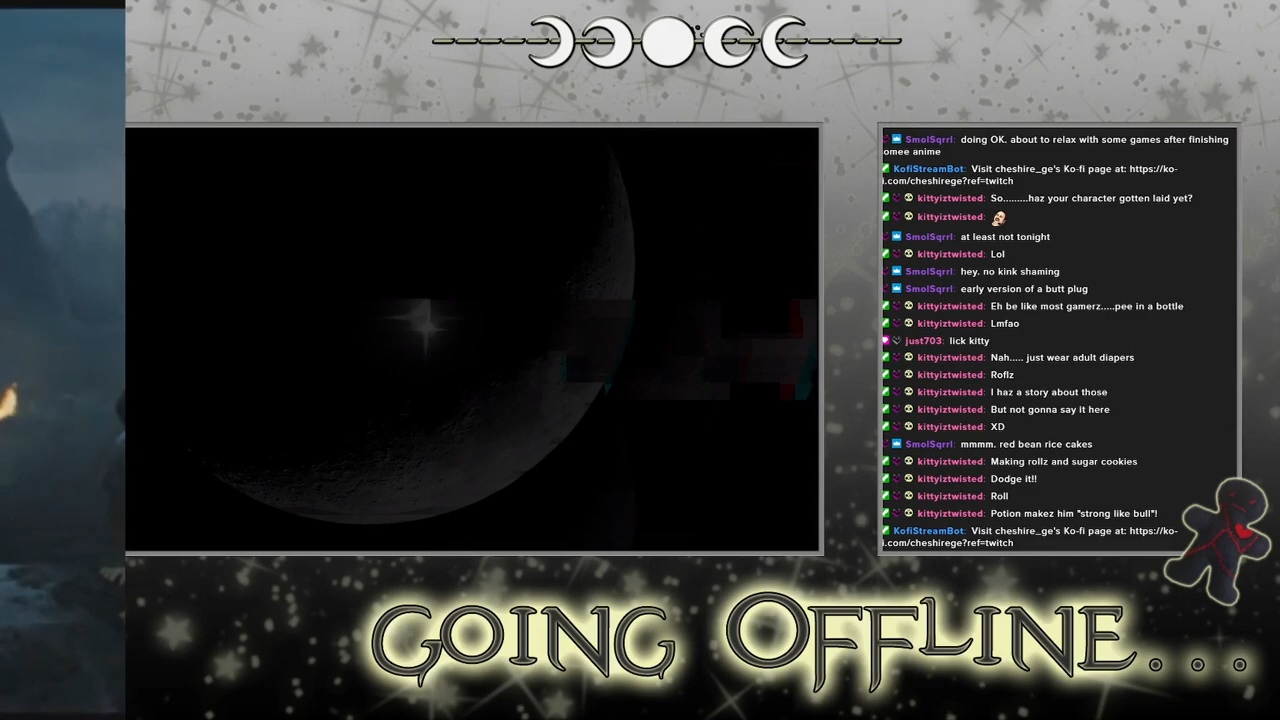 SmolSqrrl: doing OK. about to relax with some games after finishing
omee anime
KofiStreamBot: Visit cheshire_ge's Ko-fi page at: https://ko-
i.com/cheshirege?ref=twitch
kittyiztwisted: So.........haz your character gotten laid yet?
kittyiztwisted:
SmolSqrrl: at least not tonight
kittyiztwisted: Lol
SmolSqrrl: hey. no kink shaming
SmolSqrrl: early version of a butt plug
kittyiztwisted: Eh be like most gamerz.....pee in a bottle
kittyiztwisted: Lmfao
just703: lick kitty
kittyiztwisted: Nah..... just wear adult diapers
kittyiztwisted: Roflz
kittyiztwisted: I haz a story about those
kittyiztwisted: But not gonna say it here
kittyiztwisted: XD
SmolSqrrl: mmmm. red bean rice cakes
kittyiztwisted: Making rollz and sugar cookies
kittyiztwisted: Dodge it!!
kittyiztwisted: Roll
kittyiztwisted: Potion makez him "strong like bull"!
KofiStreamBot: Visit cheshire_ge's Ko-fi page at: https://ko-
i.com/cheshirege?ref=twitch
GOING OFFLINE...